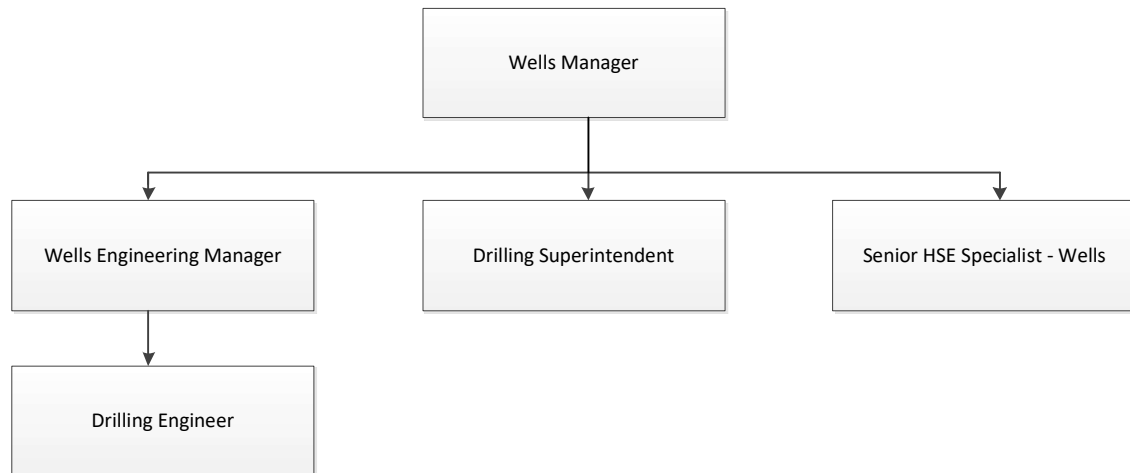 Wells Manager
Wells Engineering Manager
Drilling Superintendent
Senior HSE Specialist - Wells
Drilling Engineer